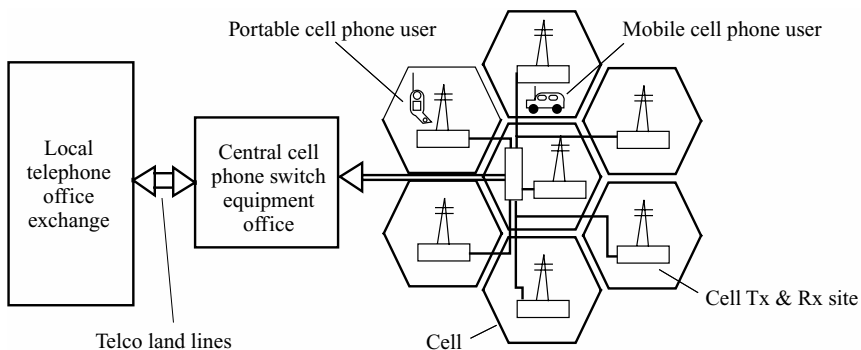 Portable cell phone user
Mobile cell phone user
Local
telephone
office
exchange
Central cell
phone switch
equipment
office
Telco land lines
Cell
Cell Tx & Rx site